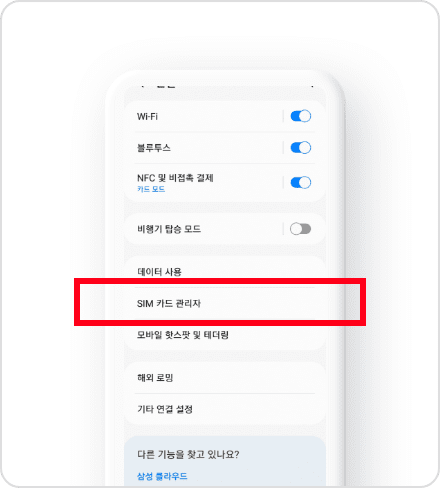 Wi-Fi
블루투스
NFC 및 비접촉 결제
카드 모드
비행기 탑승 모드
데이터 사용
SIM 카드 관리자
모바일 핫스팟 및 테더링
해외 로밍
기타 연결 설정
다른 기능을 찾고 있나요?
삼성 클라우드